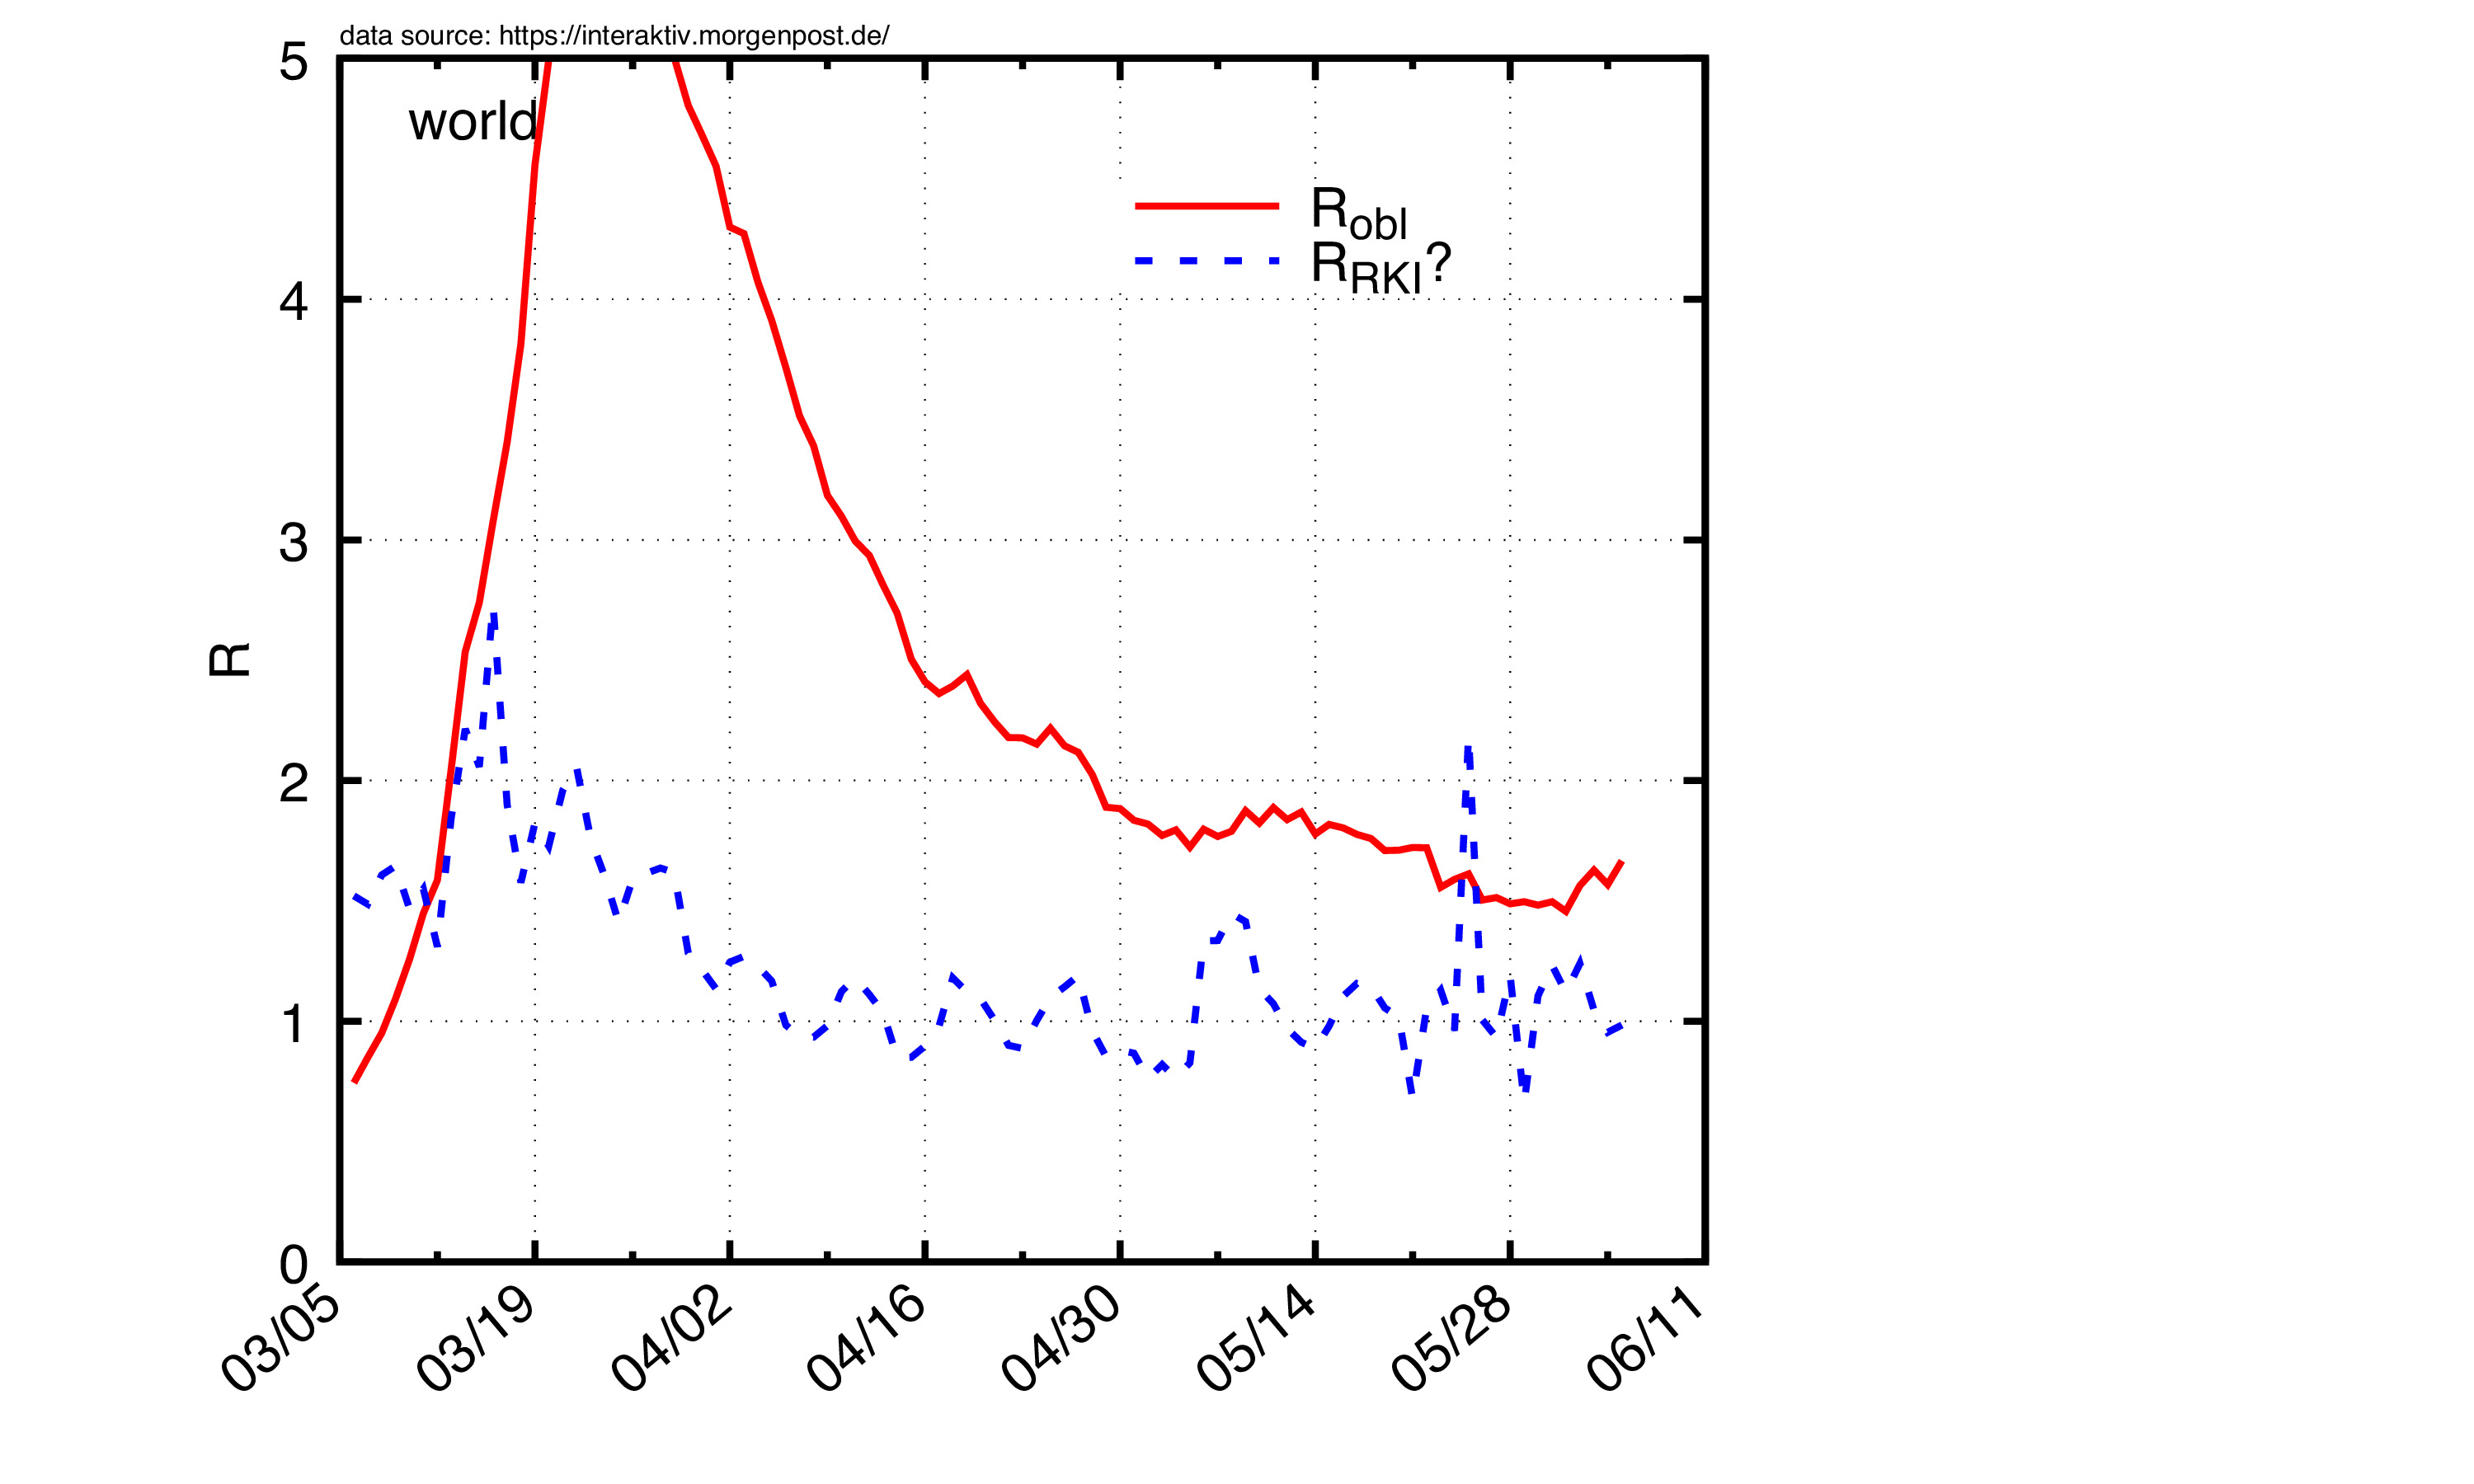 data source: https://interaktiv.morgenpost.de/
5
world
R_obl
R_RKI?
4
3
R
2
1
0
03/05 03/19 04/02 04/16 04/30 05/14 05/28 06/11